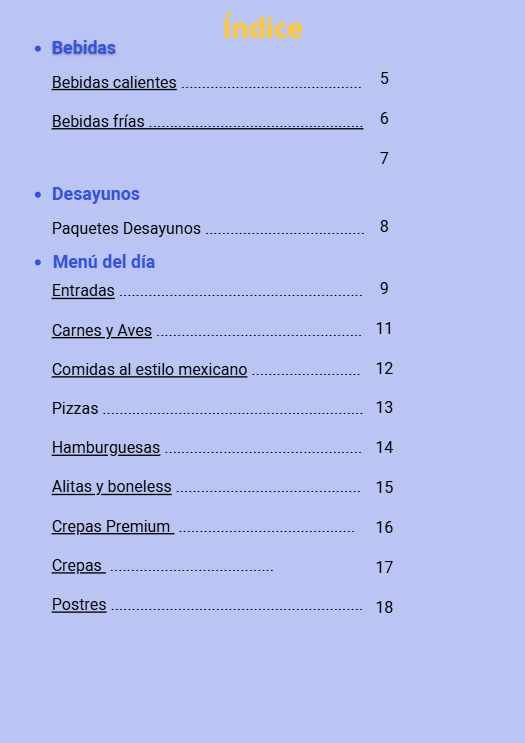 Índice
• Bebidas
Bebidas calientes ........................................... 5
Bebidas frías ................................................... 6
7
• Desayunos
Paquetes Desayunos ...................................... 8
• Menú del día
Entradas .......................................................... 9
Carnes y Aves ................................................. 11
Comidas al estilo mexicano .......................... 12
Pizzas .............................................................. 13
Hamburguesas ............................................... 14
Alitas y boneless ............................................ 15
Crepas Premium .......................................... 16
Crepas ....................................... 17
Postres ............................................................ 18